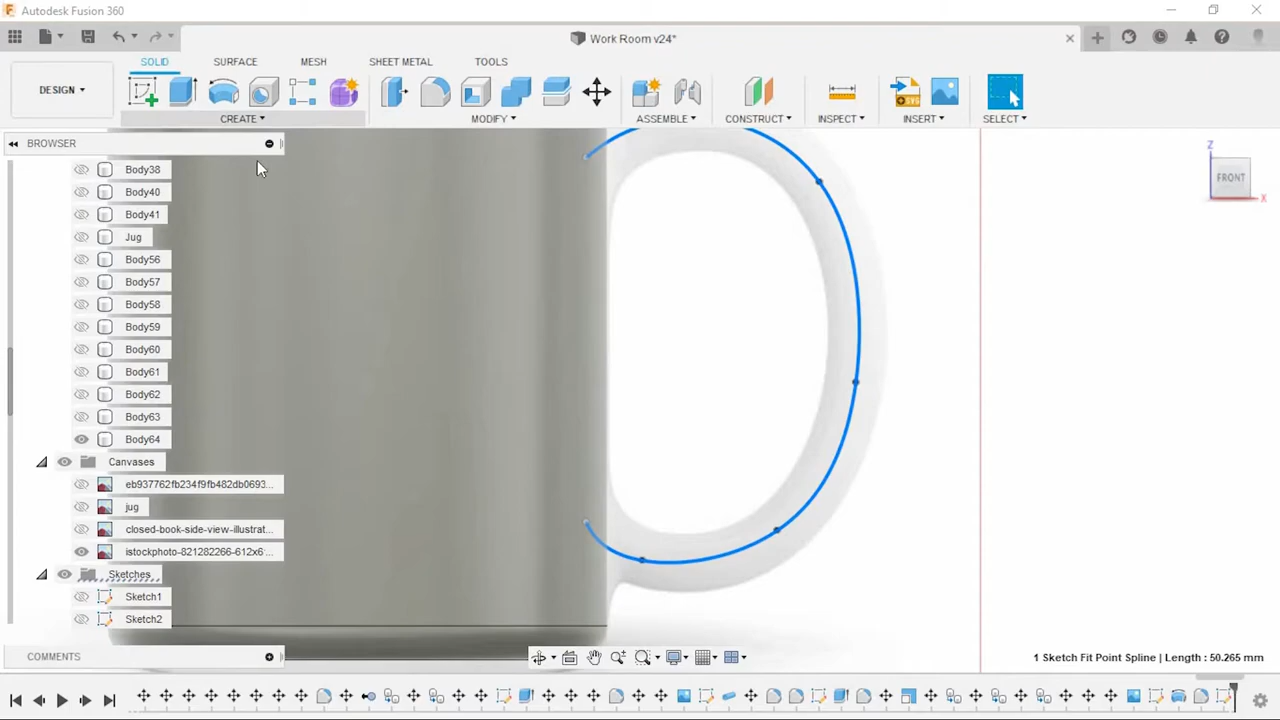 Autodesk Fusion 360
Work Room v24*
SOLID SURFACE MESH SHEET METAL TOOLS
DESIGN
CREATE MODIFY ASSEMBLE CONSTRUCT INSPECT INSERT SELECT
BROWSER
Body38
Body40
Body41
Jug
Body56
Body57
Body58
Body59
Body60
Body61
Body62
Body63
Body64
Canvases
eb937762fb234f9fb482db0693...
jug
closed-book-side-view-illustrat...
istockphoto-821282266-612x6...
Sketches
Sketch1
Sketch2
COMMENTS
Z
FRONT
X
1 Sketch Fit Point Spline | Length : 50.265 mm